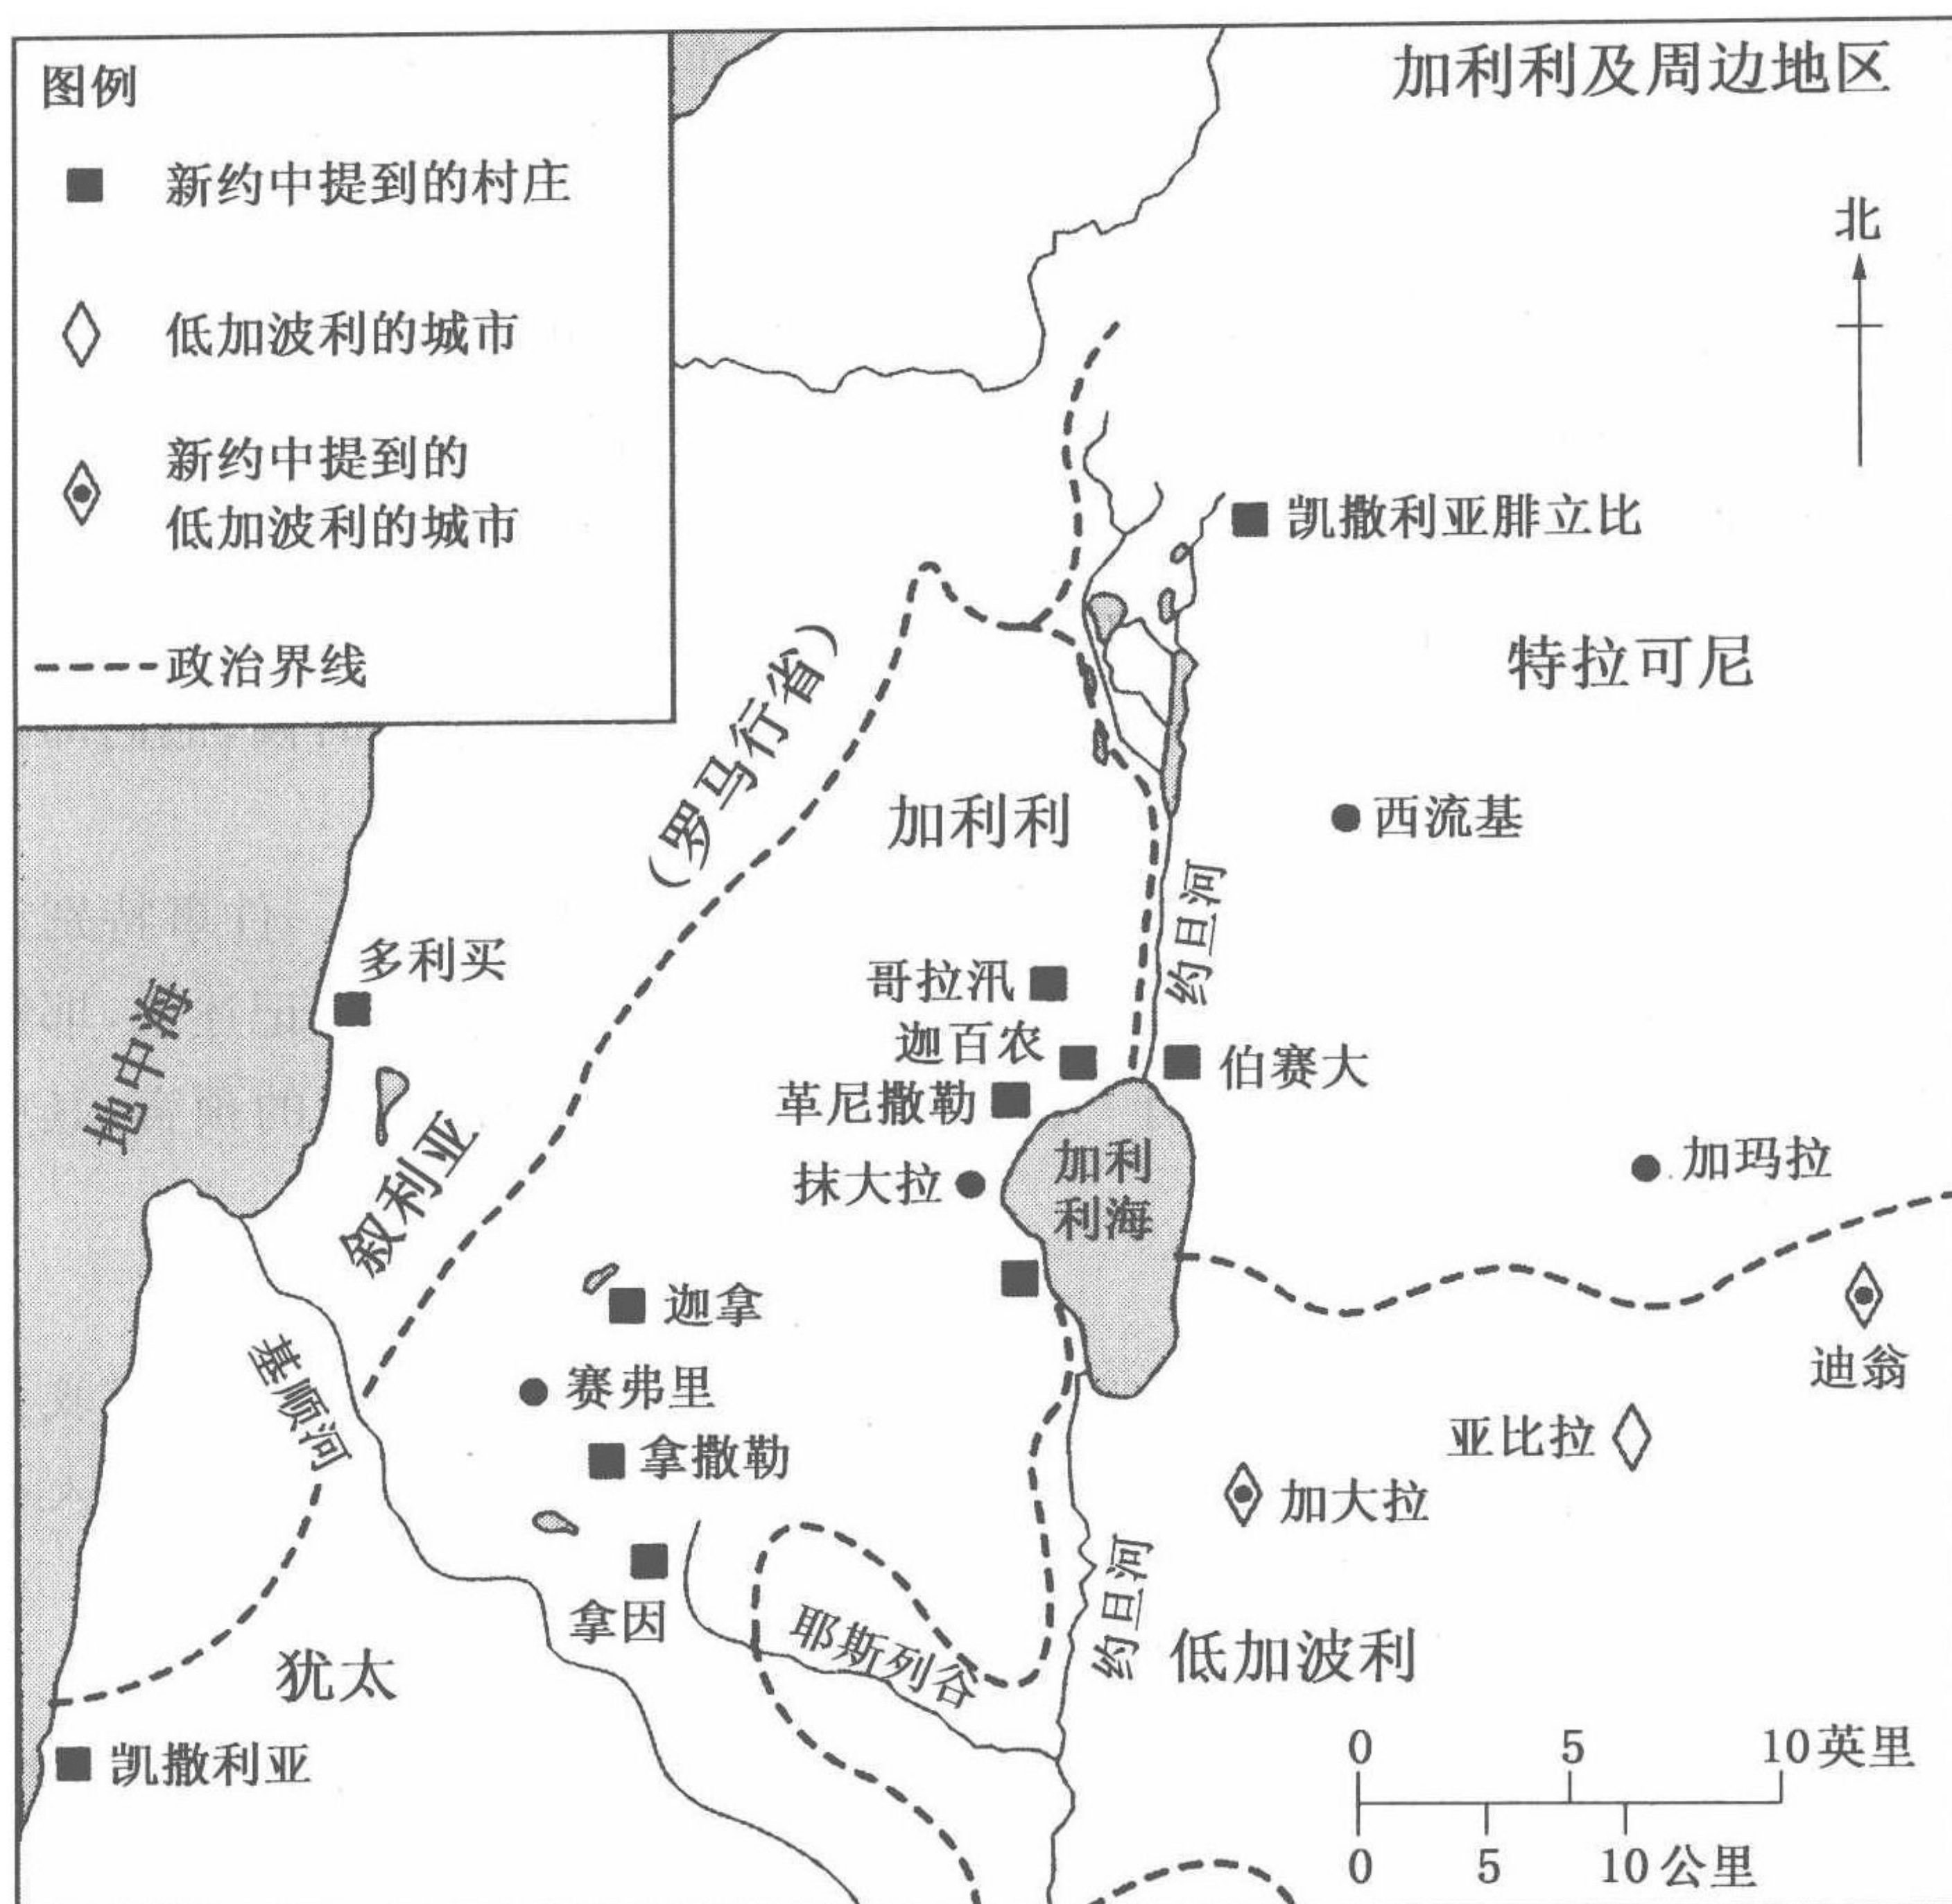 加利利及周边地区
图例
新约中提到的村庄
低加波利的城市
新约中提到的
低加波利的城市
政治界线
北
凯撒利亚腓立比
特拉可尼
(罗马行省)
加利利
西流基
约旦河
多利买
哥拉汛
地中海
迦百农
伯赛大
革尼撒勒
叙利亚
加利
利海
抹大拉
加玛拉
迦拿
迪翁
基顺河
赛弗里
亚比拉
拿撒勒
加大拉
拿因
耶斯列谷
约旦河
低加波利
犹太
凯撒利亚
0 5 10英里
0 5 10公里